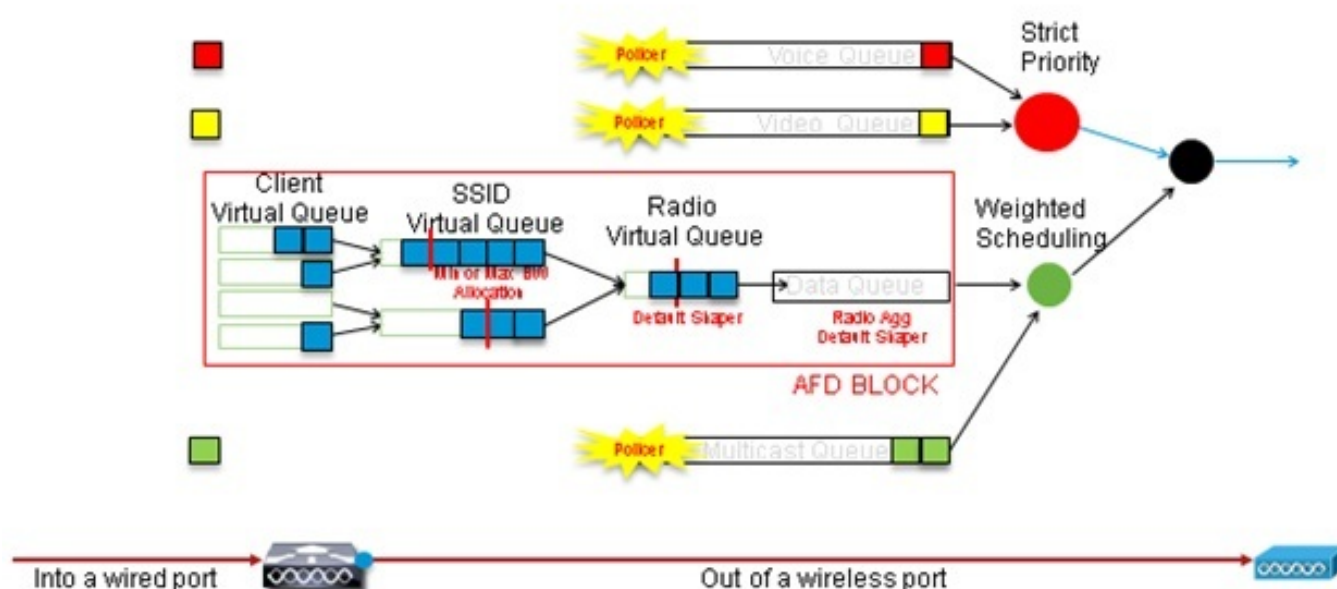 Strict
Priority
Policer
Voice Queue
Policer
Video Queue
Client
Virtual Queue
SSID
Virtual Queue
Radio
Virtual Queue
Weighted
Scheduling
Min or Max BW
Allocation
Default Shaper
Data Queue
Radio Agg
Default Shaper
AFD BLOCK
Policer
Multicast Queue
Into a wired port
Out of a wireless port